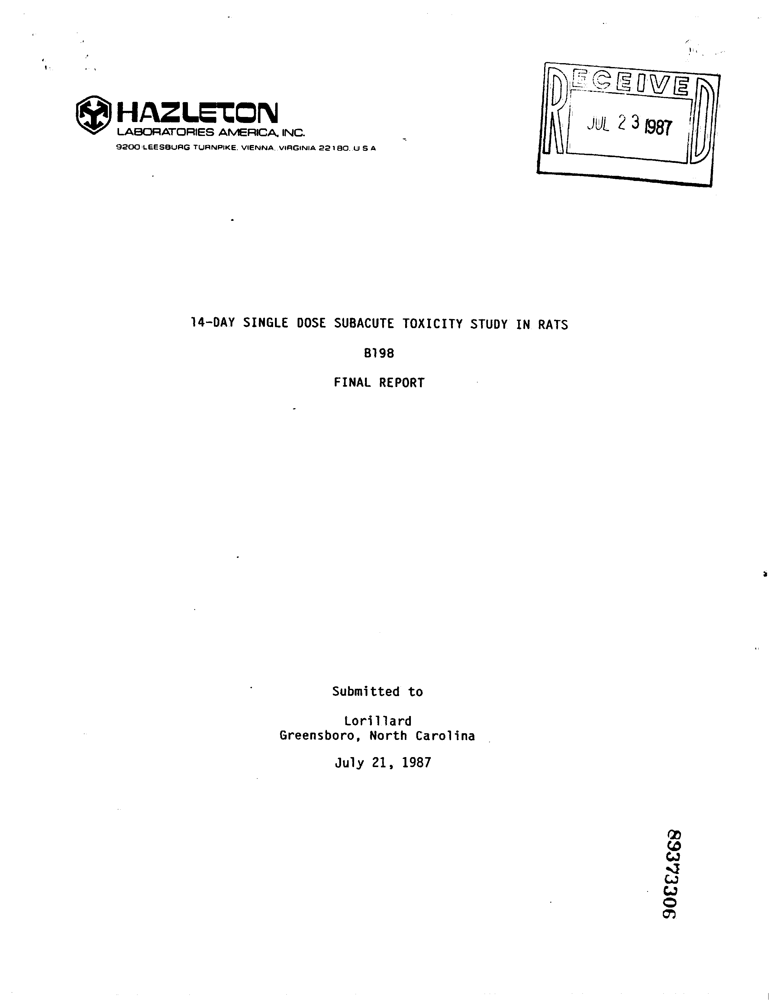 HAZLETON
LABORATORIES AMERICA, INC.
9200 LEESBURG TURNPIKE, VIENNA, VIRGINIA 22180, U S A
RECEIVED
JUL 23 1987
14-DAY SINGLE DOSE SUBACUTE TOXICITY STUDY IN RATS
B198
FINAL REPORT
Submitted to
Lorillard
Greensboro, North Carolina
July 21, 1987
89373306